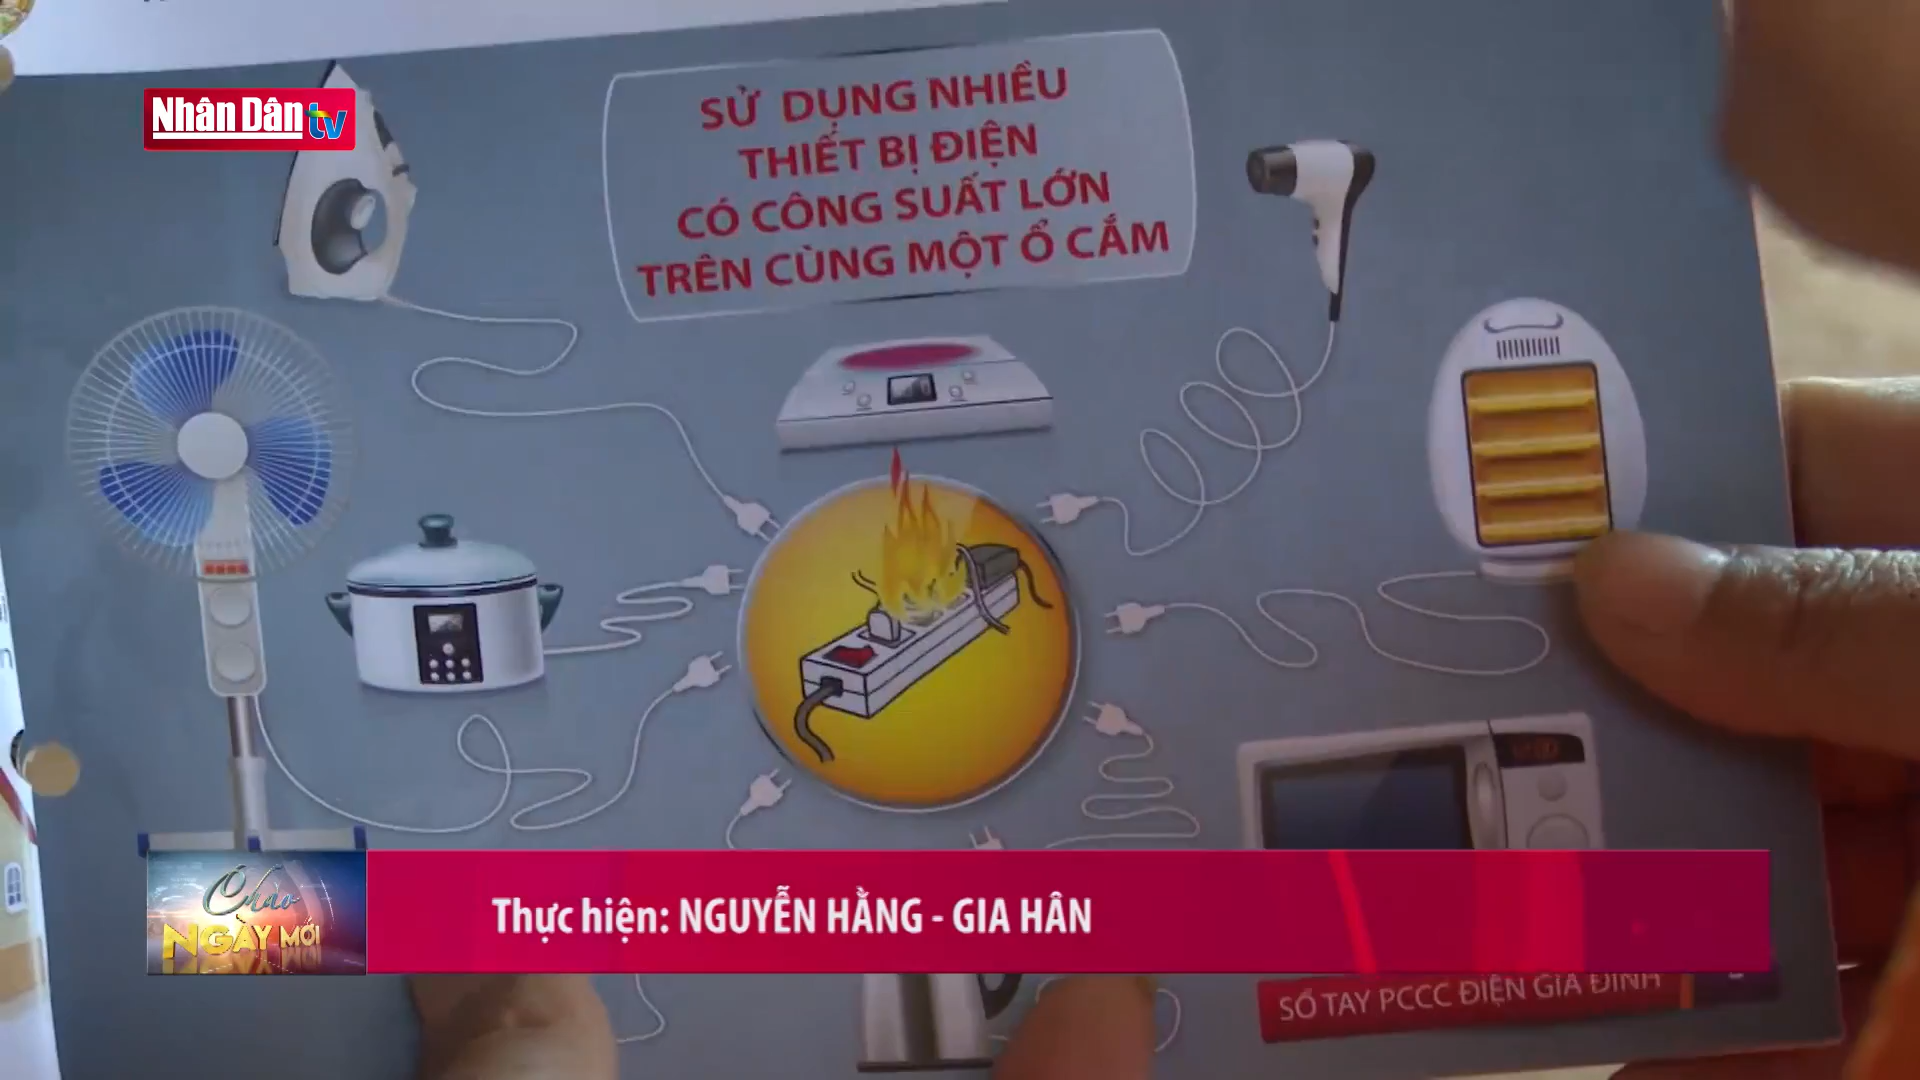 Nhân Dân tv
SỬ DỤNG NHIỀU
THIẾT BỊ ĐIỆN
CÓ CÔNG SUẤT LỚN
TRÊN CÙNG MỘT Ổ CẮM
Chào
NGÀY MỚI
Thực hiện: NGUYỄN HẰNG - GIA HÂN
SỔ TAY PCCC ĐIỆN GIA ĐÌNH